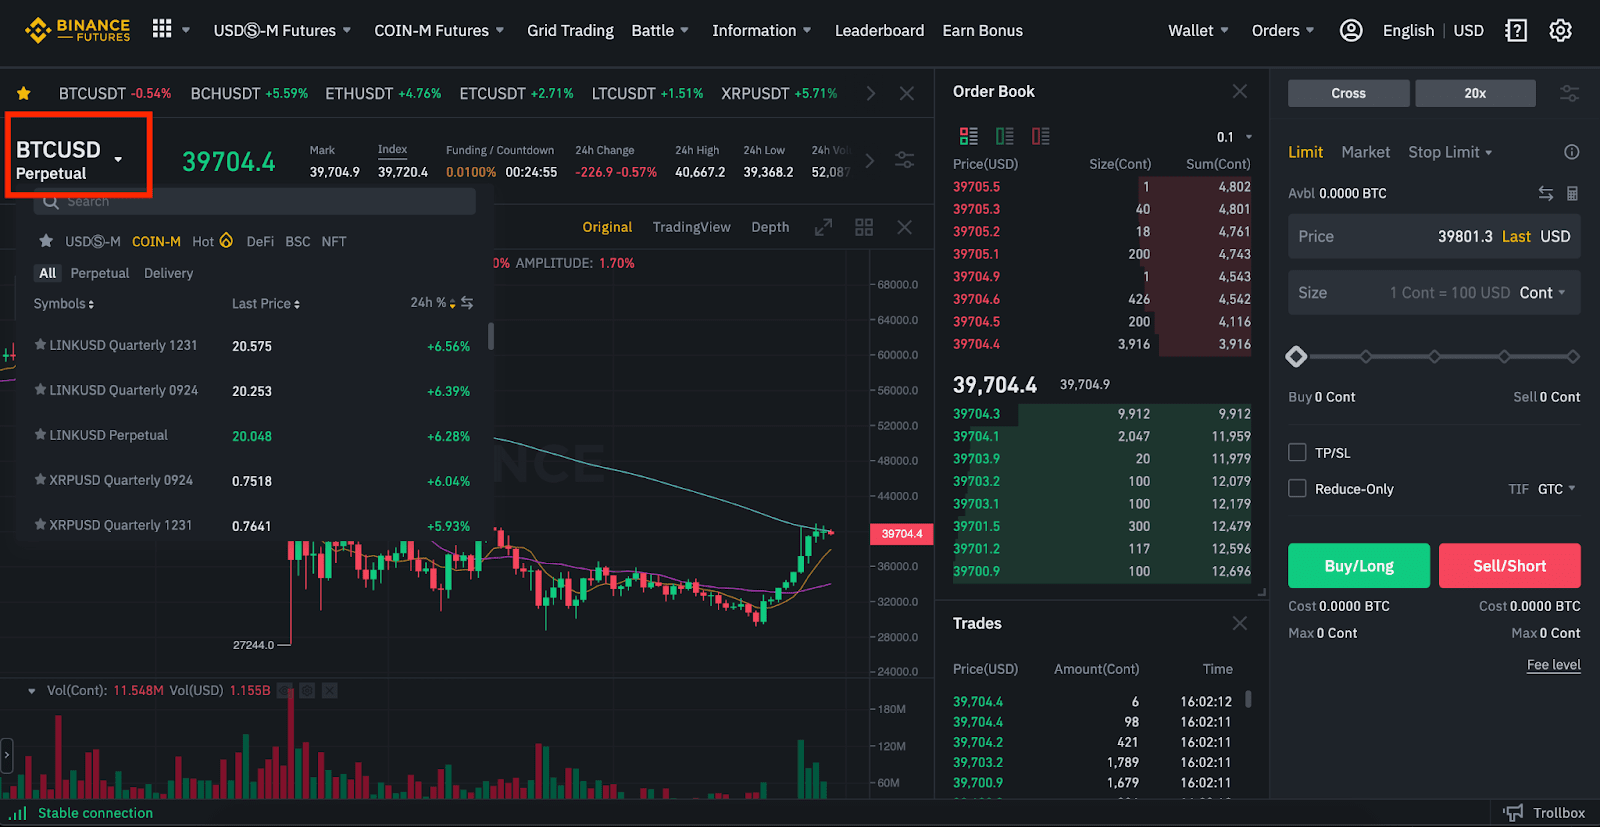 BINANCE FUTURES USDⓈ-M Futures COIN-M Futures Grid Trading Battle Information Leaderboard Earn Bonus Wallet Orders English USD
BTCUSDT -0.54% BCHUSDT +5.59% ETHUSDT +4.76% ETCUSDT +2.71% LTCUSDT +1.51% XRPUSDT +5.71%
BTCUSD
Perpetual
39704.4
Mark Index Funding / Countdown 24h Change 24h High 24h Low 24h Vol
39,704.9 39,720.4 0.0100% 00:24:55 -226.9 -0.57% 40,667.2 39,368.2 52,087
Search
Original TradingView Depth
USDⓈ-M COIN-M Hot DeFi BSC NFT
0% AMPLITUDE: 1.70%
All Perpetual Delivery
Symbols Last Price 24h %
LINKUSD Quarterly 1231 20.575 +6.56%
LINKUSD Quarterly 0924 20.253 +6.39%
LINKUSD Perpetual 20.048 +6.28%
XRPUSD Quarterly 0924 0.7518 +6.04%
XRPUSD Quarterly 1231 0.7641 +5.93%
NCE
68000.0
64000.0
60000.0
56000.0
52000.0
48000.0
44000.0
39704.4
36000.0
32000.0
28000.0
24000.0
27244.0
Vol(Cont): 11.548M Vol(USD) 1.155B
180M
120M
60M
Order Book
0.1
Price(USD) Size(Cont) Sum(Cont)
39705.5 1 4,802
39705.3 40 4,801
39705.2 18 4,761
39705.1 200 4,743
39704.9 1 4,543
39704.6 426 4,542
39704.5 200 4,116
39704.4 3,916 3,916
39,704.4 39,704.9
39704.3 9,912 9,912
39704.1 2,047 11,959
39703.9 20 11,979
39703.2 100 12,079
39703.1 100 12,179
39701.5 300 12,479
39701.2 117 12,596
39700.9 100 12,696
Trades
Price(USD) Amount(Cont) Time
39,704.4 6 16:02:12
39,704.4 98 16:02:11
39,704.2 421 16:02:11
39,703.2 1,789 16:02:11
39,700.9 1,679 16:02:11
Cross 20x
Limit Market Stop Limit
Avbl 0.0000 BTC
Price 39801.3 Last USD
Size 1 Cont = 100 USD Cont
Buy 0 Cont Sell 0 Cont
TP/SL
Reduce-Only TIF GTC
Buy/Long Sell/Short
Cost 0.0000 BTC Cost 0.0000 BTC
Max 0 Cont Max 0 Cont
Fee level
Stable connection Trollbox